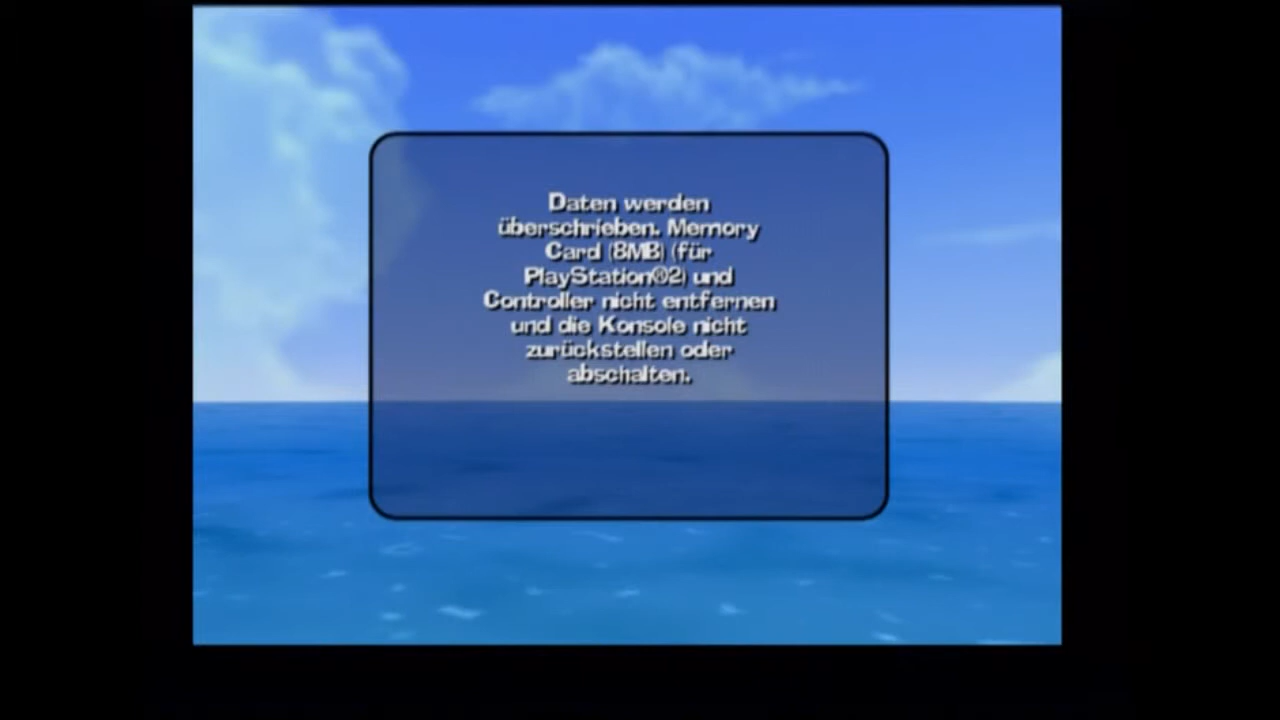 Daten werden
überschrieben. Memory
Card (8MB) (für
PlayStation®2) und
Controller nicht entfernen
und die Konsole nicht
zurückstellen oder
abschalten.